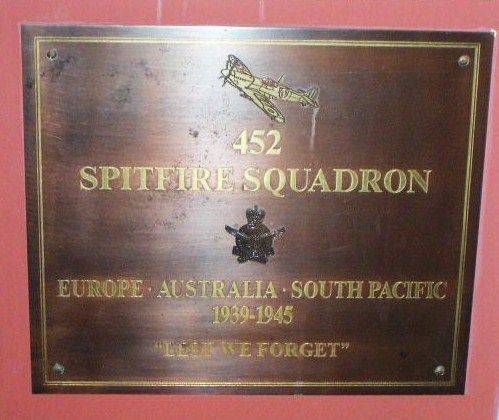 452
SPITFIRE SQUADRON
EUROPE · AUSTRALIA · SOUTH PACIFIC
1939-1945
"LEST WE FORGET"